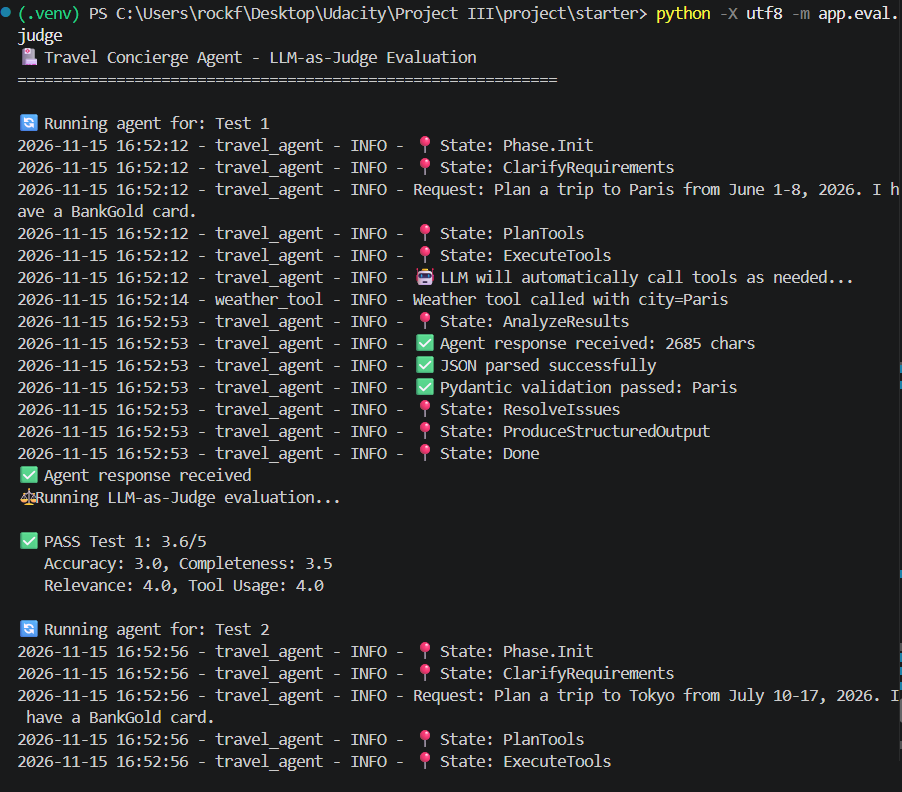 (.venv) PS C:\Users\rockf\Desktop\Udacity\Project III\project\starter> python -X utf8 -m app.eval.
judge
Travel Concierge Agent - LLM-as-Judge Evaluation
============================================================
🔄 Running agent for: Test 1
2026-11-15 16:52:12 - travel_agent - INFO - 📍 State: Phase.Init
2026-11-15 16:52:12 - travel_agent - INFO - 📍 State: ClarifyRequirements
2026-11-15 16:52:12 - travel_agent - INFO - Request: Plan a trip to Paris from June 1-8, 2026. I h
ave a BankGold card.
2026-11-15 16:52:12 - travel_agent - INFO - 📍 State: PlanTools
2026-11-15 16:52:12 - travel_agent - INFO - 📍 State: ExecuteTools
2026-11-15 16:52:12 - travel_agent - INFO - 🤖 LLM will automatically call tools as needed...
2026-11-15 16:52:14 - weather_tool - INFO - Weather tool called with city=Paris
2026-11-15 16:52:53 - travel_agent - INFO - 📍 State: AnalyzeResults
2026-11-15 16:52:53 - travel_agent - INFO - ✅ Agent response received: 2685 chars
2026-11-15 16:52:53 - travel_agent - INFO - ✅ JSON parsed successfully
2026-11-15 16:52:53 - travel_agent - INFO - ✅ Pydantic validation passed: Paris
2026-11-15 16:52:53 - travel_agent - INFO - 📍 State: ResolveIssues
2026-11-15 16:52:53 - travel_agent - INFO - 📍 State: ProduceStructuredOutput
2026-11-15 16:52:53 - travel_agent - INFO - 📍 State: Done
✅ Agent response received
⚖️Running LLM-as-Judge evaluation...
✅ PASS Test 1: 3.6/5
Accuracy: 3.0, Completeness: 3.5
Relevance: 4.0, Tool Usage: 4.0
🔄 Running agent for: Test 2
2026-11-15 16:52:56 - travel_agent - INFO - 📍 State: Phase.Init
2026-11-15 16:52:56 - travel_agent - INFO - 📍 State: ClarifyRequirements
2026-11-15 16:52:56 - travel_agent - INFO - Request: Plan a trip to Tokyo from July 10-17, 2026. I
have a BankGold card.
2026-11-15 16:52:56 - travel_agent - INFO - 📍 State: PlanTools
2026-11-15 16:52:56 - travel_agent - INFO - 📍 State: ExecuteTools